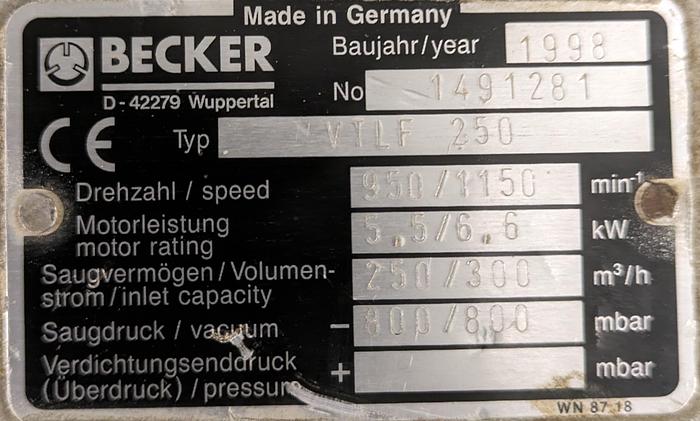 Made in Germany
BECKER
Baujahr/year 1998
D-42279 Wuppertal
No 1491281
CE Typ VTLF 250
Drehzahl / speed 950/1150 min-1
Motorleistung
motor rating 5.5/6.6 kW
Saugvermögen/Volumen-
strom/inlet capacity 250/300 m³/h
Saugdruck / vacuum - 800/800 mbar
Verdichtungsenddruck
(Überdruck) / pressure + mbar
WN 87 18